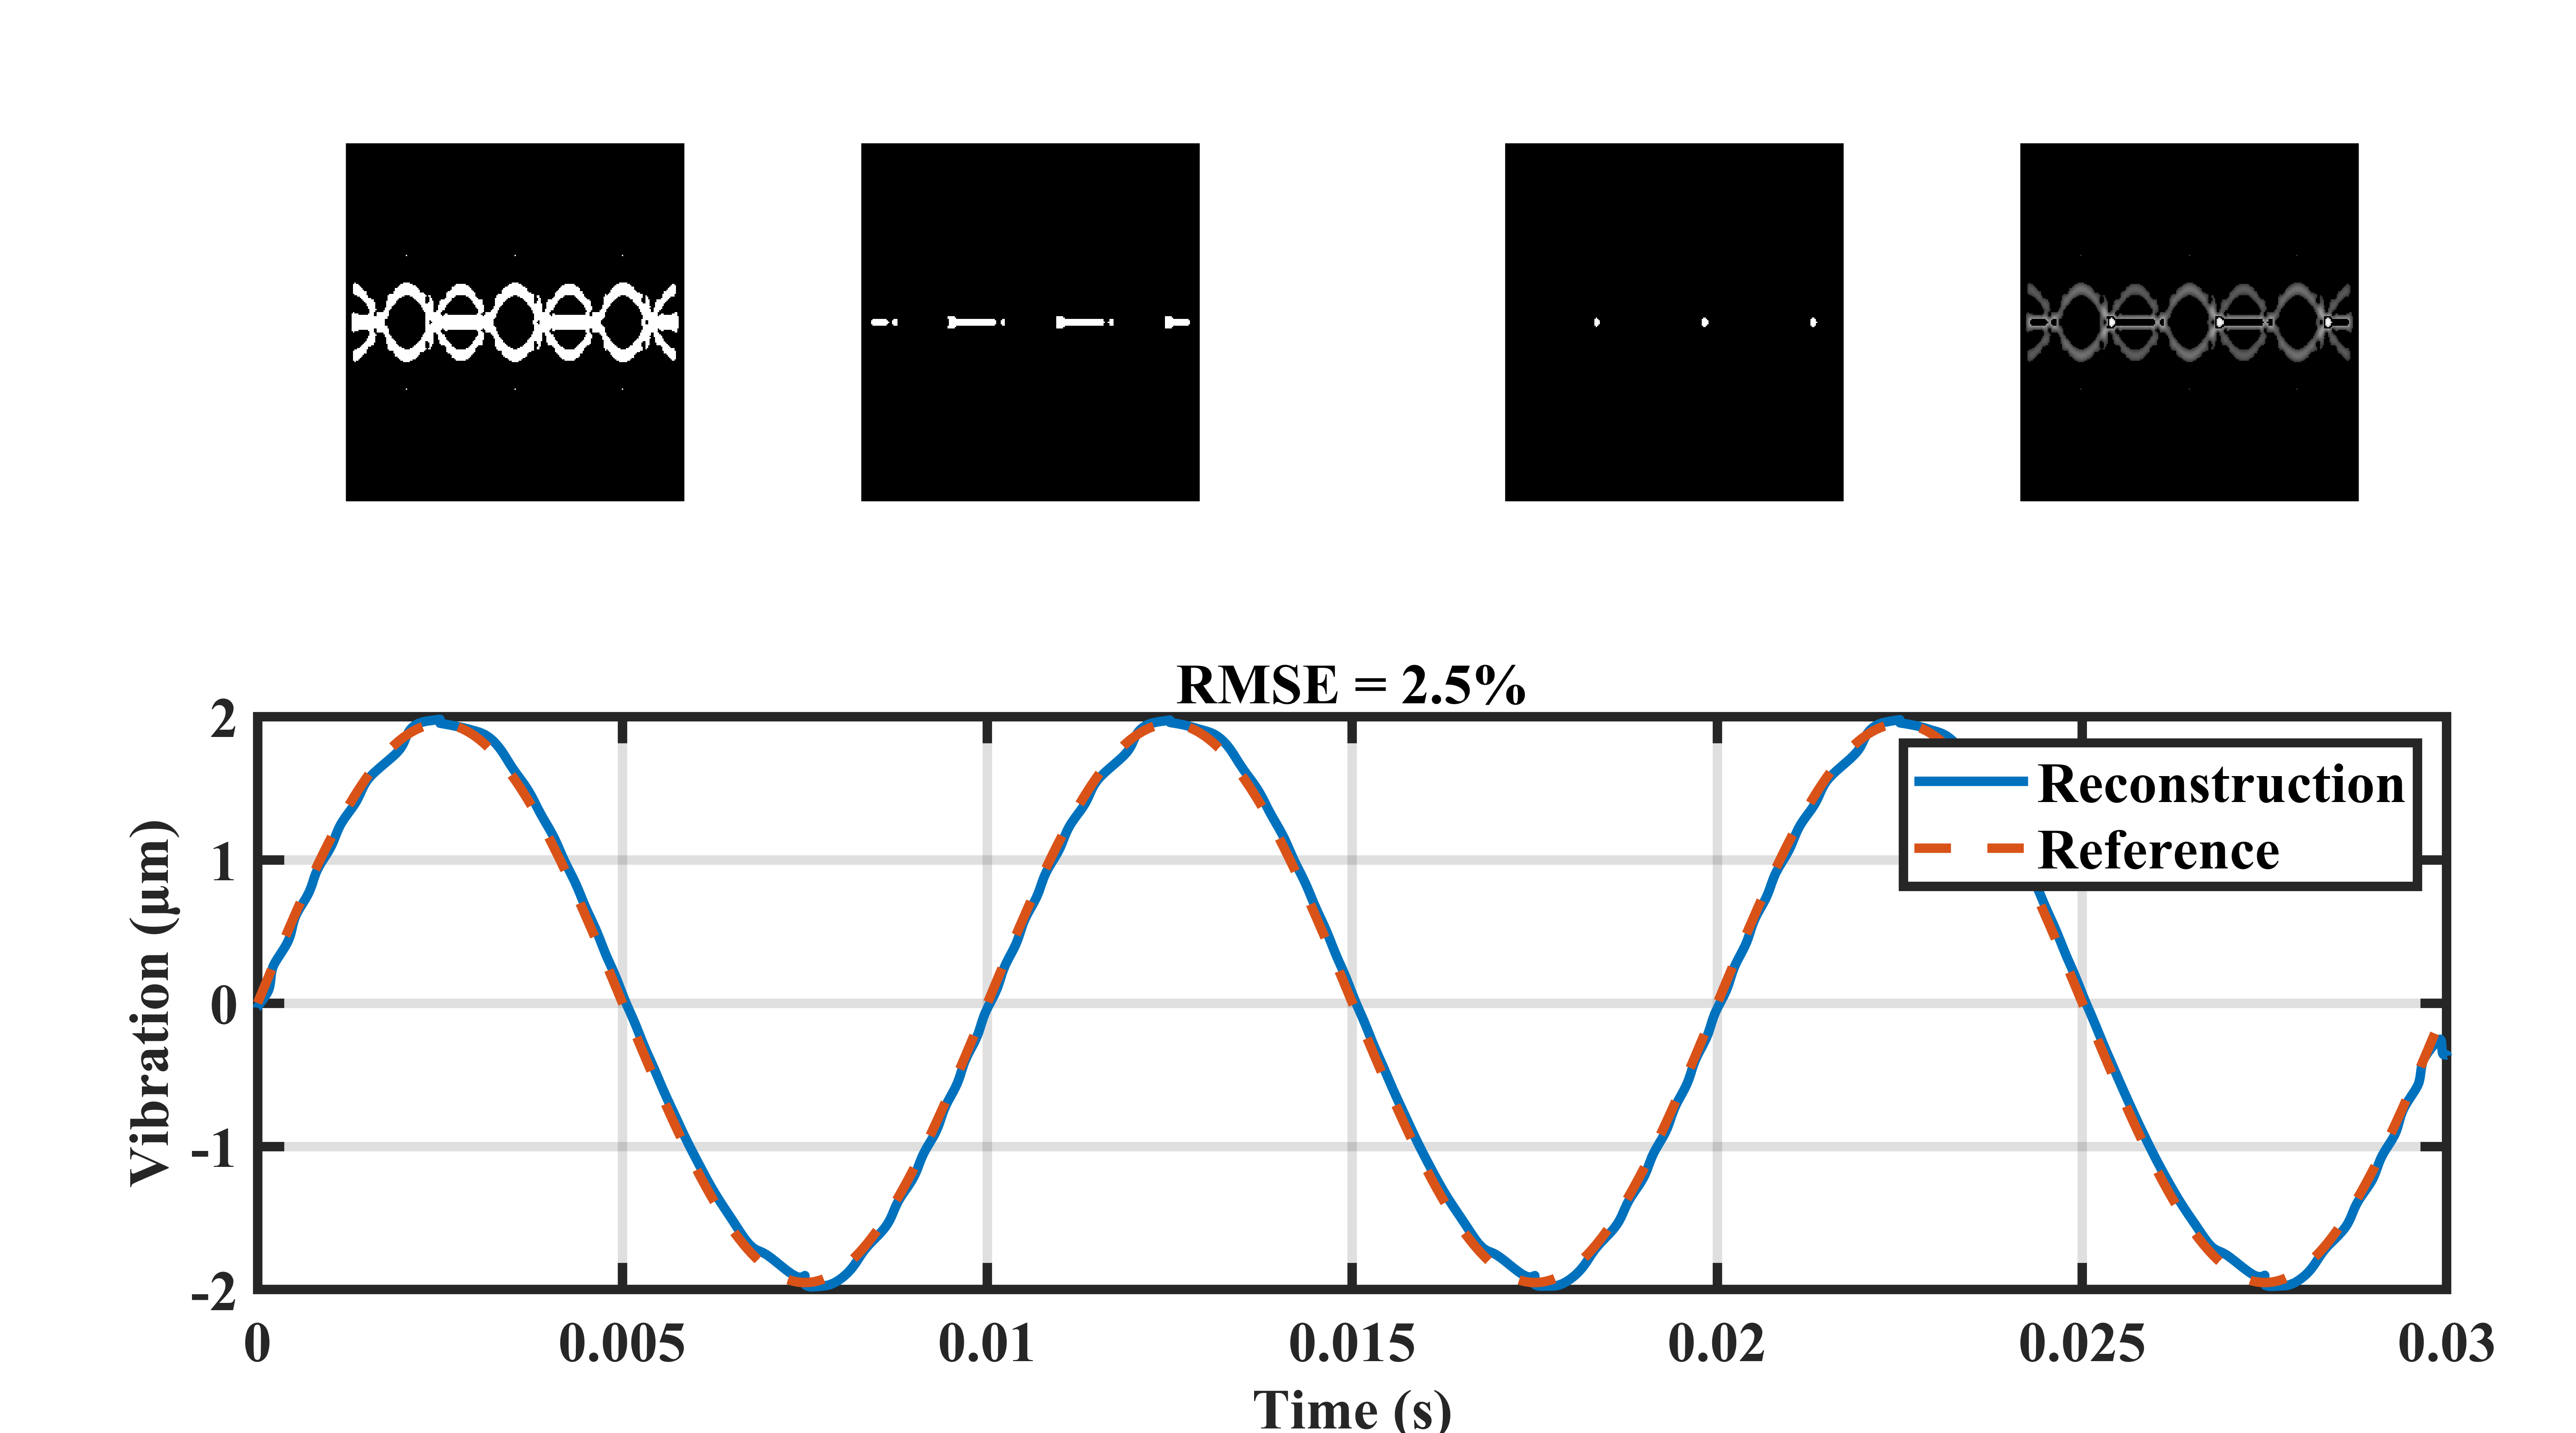 RMSE = 2.5%
Vibration (μm)
2
1
0
-1
-2
Reconstruction
Reference
0 0.005 0.01 0.015 0.02 0.025 0.03
Time (s)